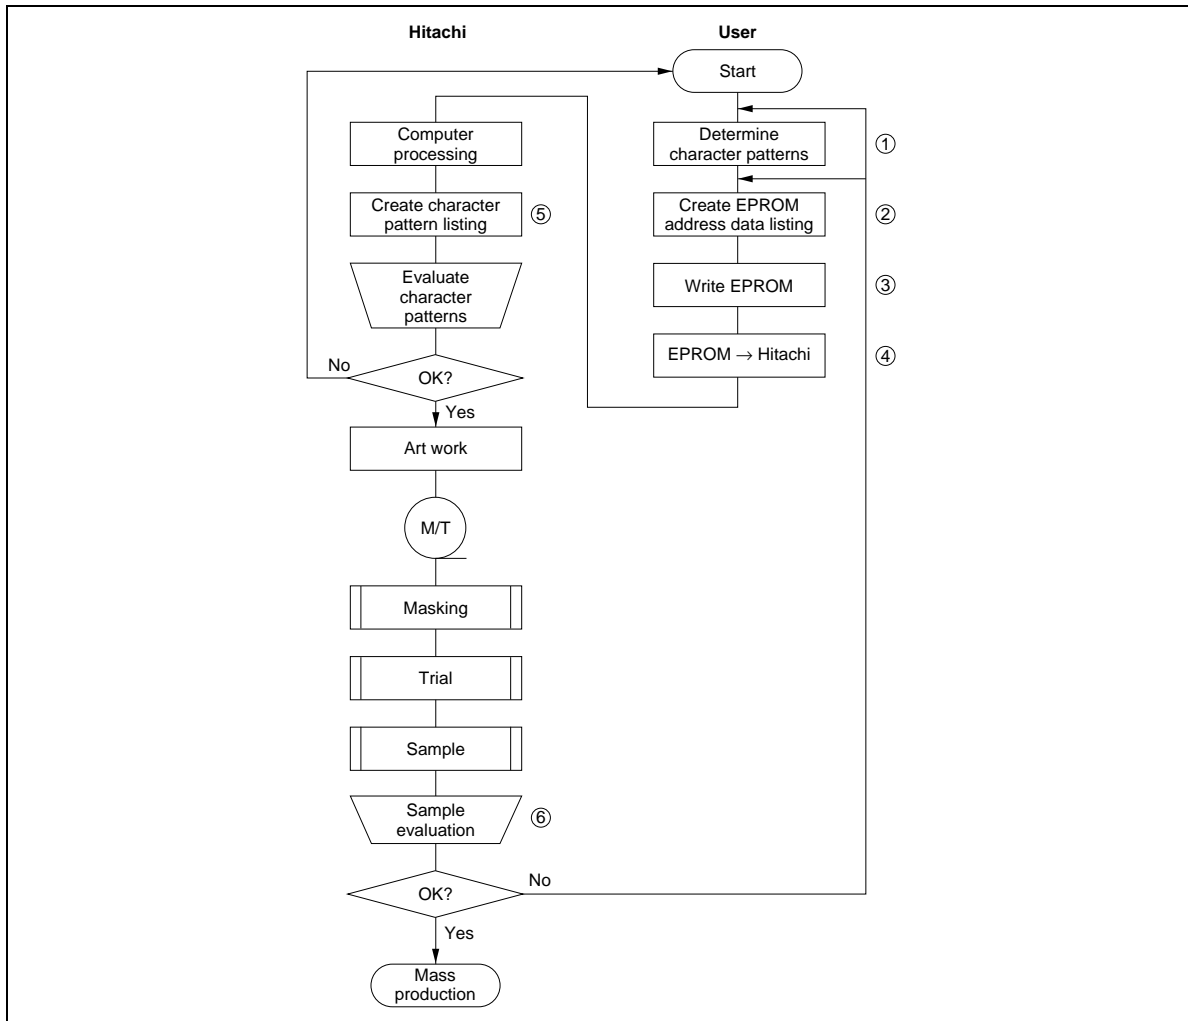 Hitachi
User
Start
Determine
character patterns
①
Create EPROM
address data listing
②
Write EPROM
③
EPROM → Hitachi
④
Computer
processing
Create character
pattern listing
⑤
Evaluate
character
patterns
No
OK?
Yes
Art work
M/T
Masking
Trial
Sample
Sample
evaluation
⑥
OK?
No
Yes
Mass
production